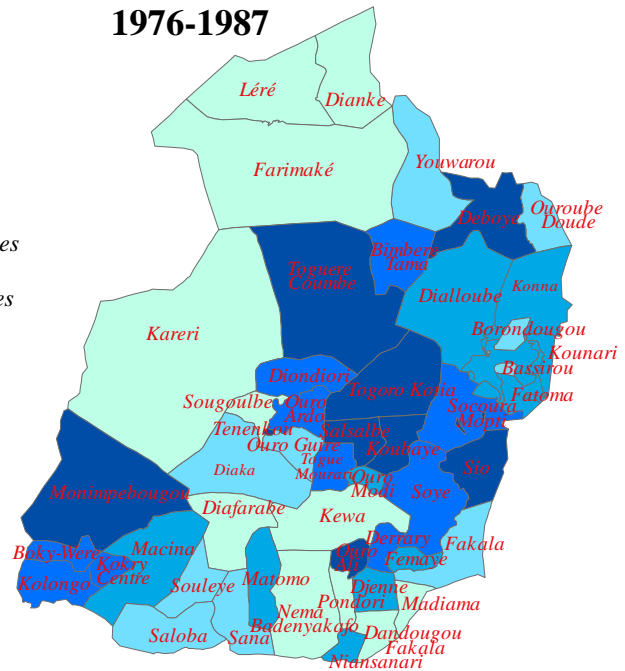 1976-1987
Léré
Dianke
Farimaké
Youwarou
Deboye
Ouroube
Doude
es
Bimbere
Tama
Toguere
Coumbe
Konna
Dialloube
es
Borondougou
Kareri
Kounari
Bassirou
Diondiori
Togoro Kotia
Fatoma
Sougoulbe
Ouro
Ardo
Socoura
Mopti
Tenenkou
Salsalbe
Ouro Guire
Koubaye
Togue
Mourari
Sio
Diaka
Ouro
Modi
Soye
Monimpebougou
Diafarabe
Kewa
Boky-Were
Macina
Derrary
Fakala
Kokry
Centre
Ouro
Ali
Femaye
Kolongo
Souleye
Matomo
Djenne
Pondori
Madiama
Nema
Badenyakafo
Saloba
Sana
Dandougou
Fakala
Niansanari